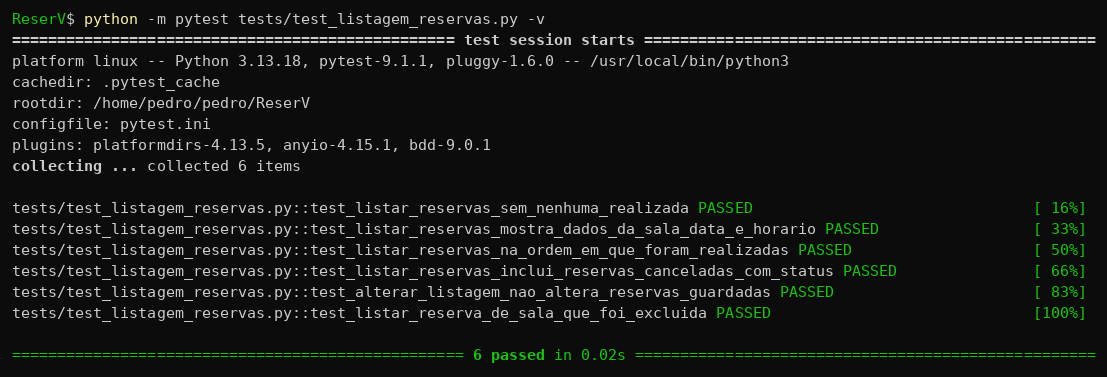 ReserV$ python -m pytest tests/test_listagem_reservas.py -v
================================================= test session starts ==================================================
platform linux -- Python 3.13.18, pytest-9.1.1, pluggy-1.6.0 -- /usr/local/bin/python3
cachedir: .pytest_cache
rootdir: /home/pedro/pedro/ReserV
configfile: pytest.ini
plugins: platformdirs-4.13.5, anyio-4.15.1, bdd-9.0.1
collecting ... collected 6 items
tests/test_listagem_reservas.py::test_listar_reservas_sem_nenhuma_realizada PASSED [ 16%]
tests/test_listagem_reservas.py::test_listar_reservas_mostra_dados_da_sala_data_e_horario PASSED [ 33%]
tests/test_listagem_reservas.py::test_listar_reservas_na_ordem_em_que_foram_realizadas PASSED [ 50%]
tests/test_listagem_reservas.py::test_listar_reservas_inclui_reservas_canceladas_com_status PASSED [ 66%]
tests/test_listagem_reservas.py::test_alterar_listagem_nao_altera_reservas_guardadas PASSED [ 83%]
tests/test_listagem_reservas.py::test_listar_reserva_de_sala_que_foi_excluida PASSED [100%]
================================================== 6 passed in 0.02s ===================================================